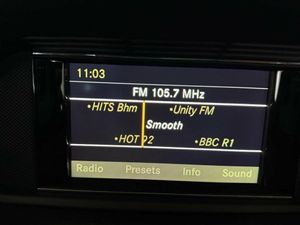 11:03
FM 105.7 MHz
•HITS Bhm •Unity FM
Smooth
•HOT 92 •BBC R1
Radio Presets Info Sound